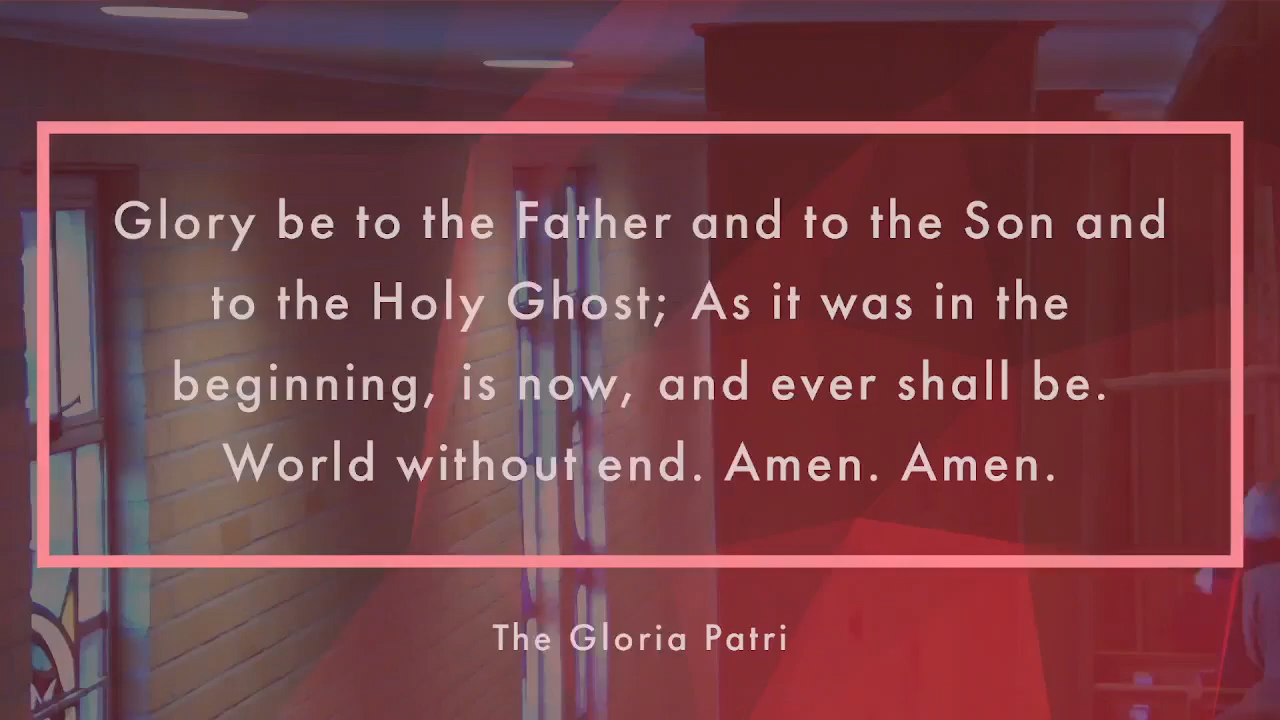 Glory be to the Father and to the Son and
to the Holy Ghost; As it was in the
beginning, is now, and ever shall be.
World without end. Amen. Amen.
The Gloria Patri